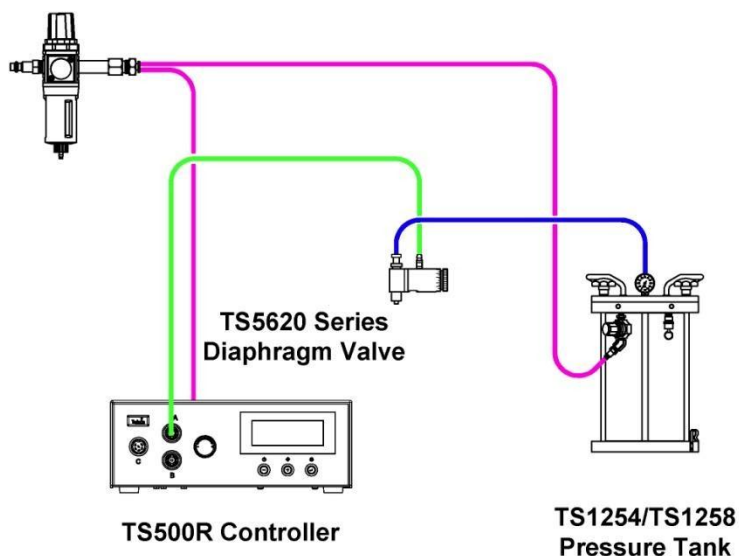 TS5620 Series
Diaphragm Valve
A
C
B
TS500R Controller
TS1254/TS1258
Pressure Tank